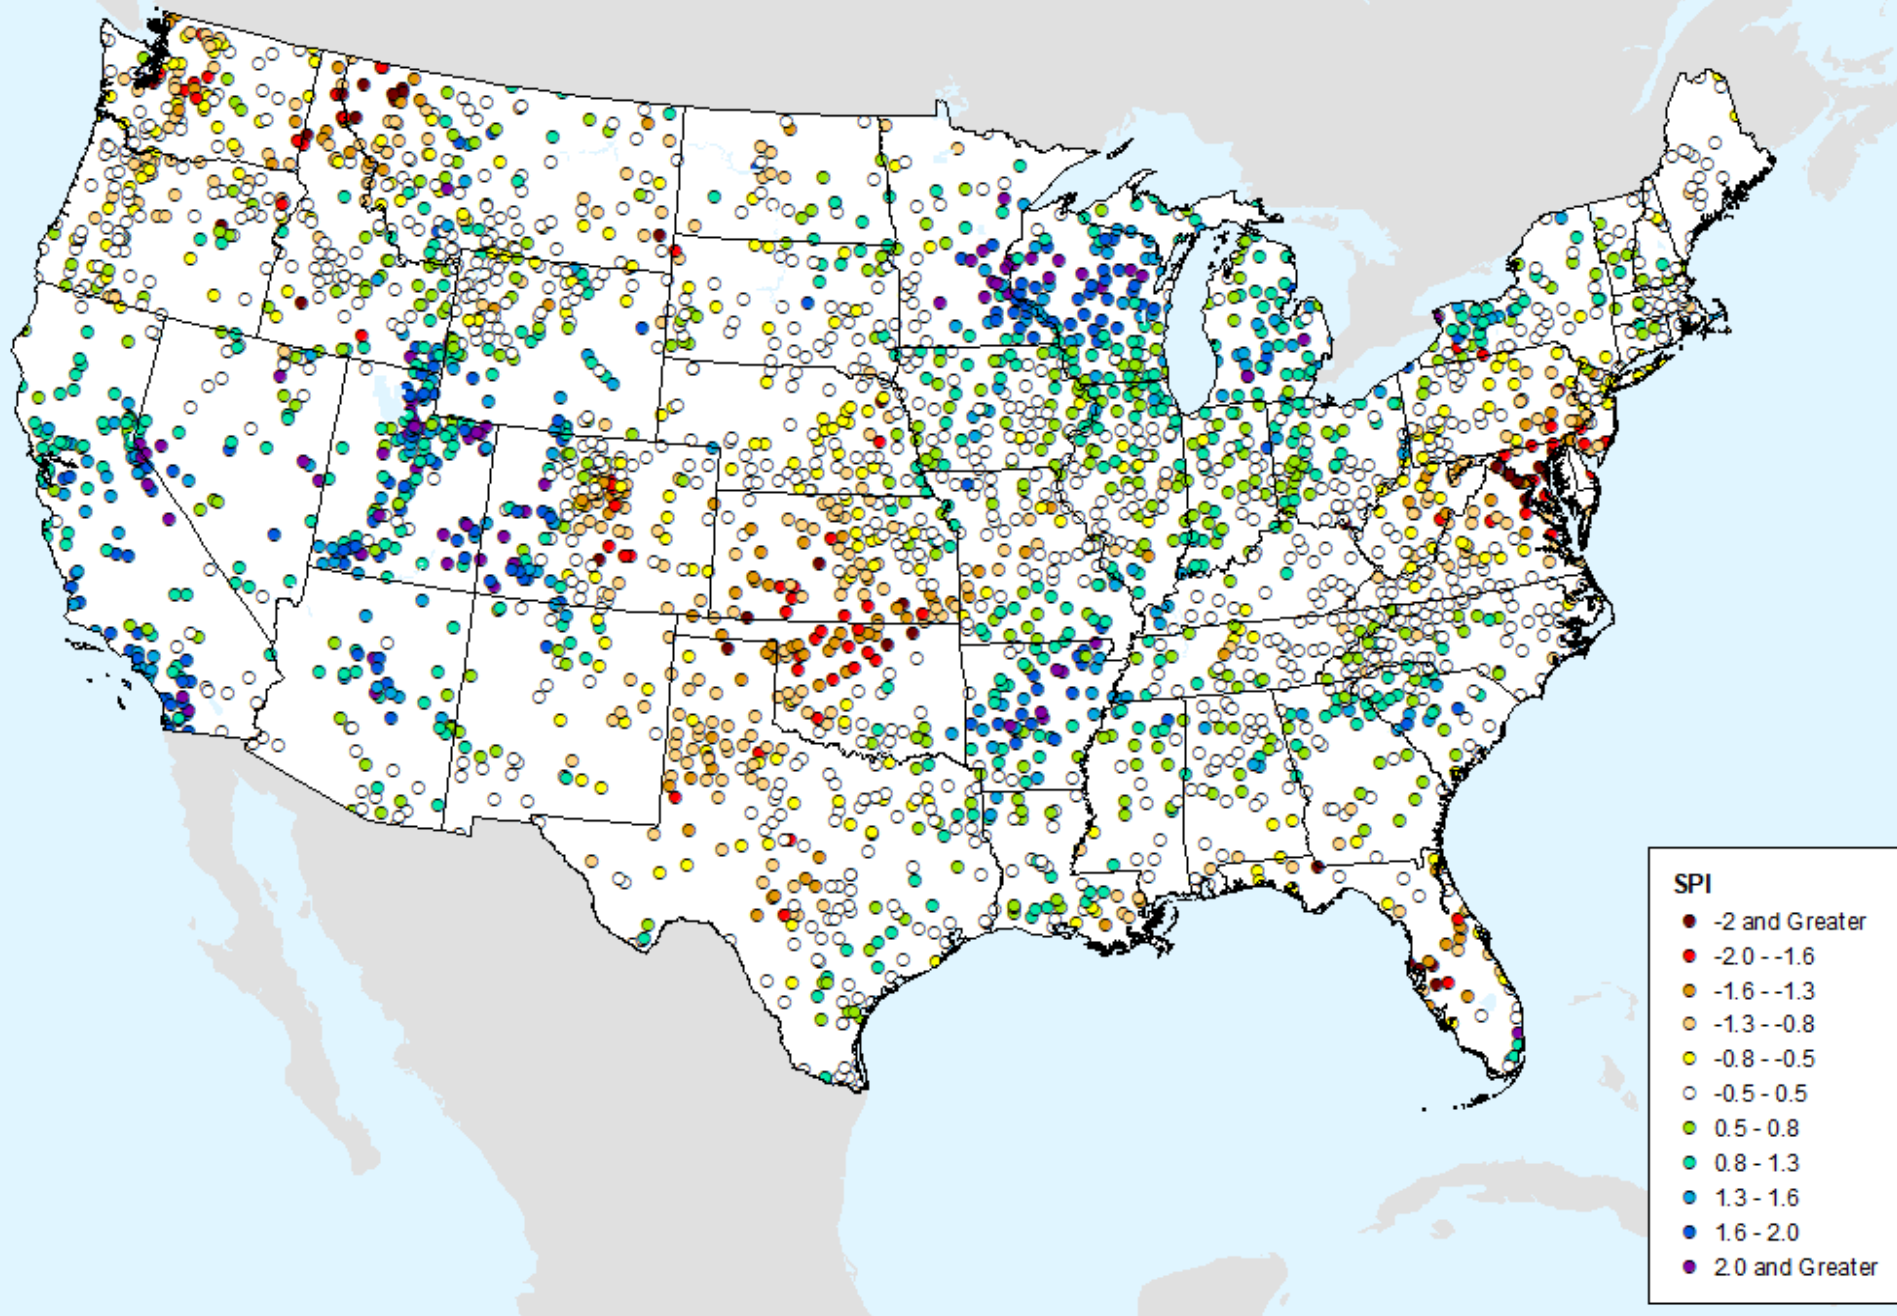 SPI
-2 and Greater
-2.0 - -1.6
-1.6 - -1.3
-1.3 - -0.8
-0.8 - -0.5
-0.5 - 0.5
0.5 - 0.8
0.8 - 1.3
1.3 - 1.6
1.6 - 2.0
2.0 and Greater